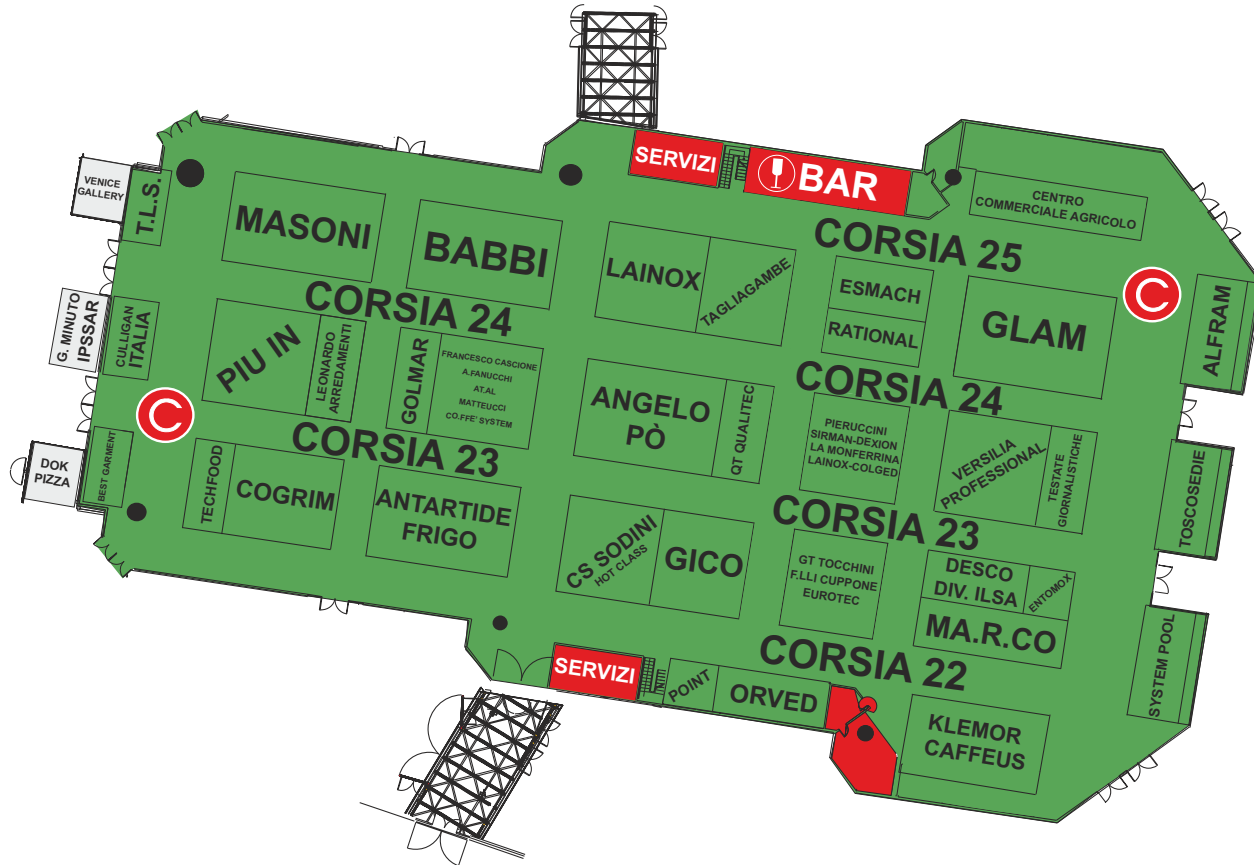 SERVIZI
BAR
VENICE
GALLERY
T.L.S.
CENTRO
COMMERCIALE AGRICOLO
MASONI
BABBI
LAINOX
TAGLIAGAMBE
CORSIA 25
ESMACH
RATIONAL
GLAM
C
ALFRAM
G. MINUTO
IPSSAR
CULLIGAN
ITALIA
CORSIA 24
PIU IN
LEONARDO
ARREDAMENTI
GOLMAR
FRANCESCO CASCIONE
A.FANUCCHI
AT.AL
MATTEUCCI
CO.FFE' SYSTEM
ANGELO
PÒ
QT QUALITEC
CORSIA 24
PIERUCCINI
SIRMAN-DEXION
LA MONFERRINA
LAINOX-COLGED
VERSILIA
PROFESSIONAL
TESTATE
GIORNALISTICHE
TOSCOSEDIE
C
DOK
PIZZA
BEST GARMENT
CORSIA 23
TECHFOOD
COGRIM
ANTARTIDE
FRIGO
CS SODINI
HOT CLASS
GICO
CORSIA 23
GT TOCCHINI
F.LLI CUPPONE
EUROTEC
DESCO
DIV. ILSA
ENTOMOX
MA.R.CO
SYSTEM POOL
CORSIA 22
SERVIZI
POINT
ORVED
KLEMOR
CAFFEUS